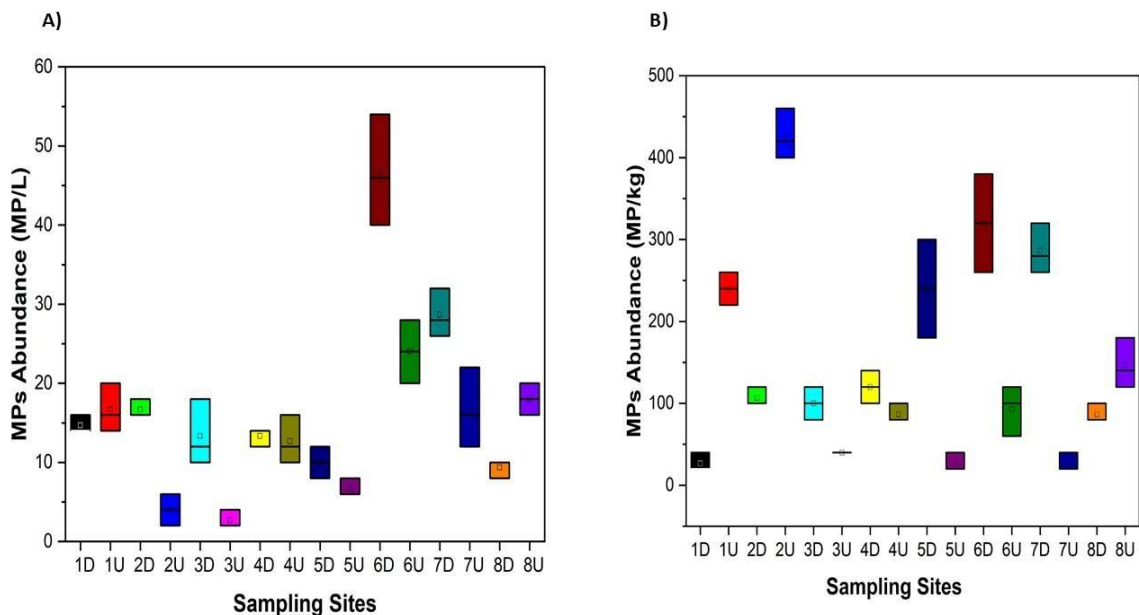 A)
60
50
40
30
20
10
0
MPs Abundance (MP/L)
1D 1U 2D 2U 3D 3U 4D 4U 5D 5U 6D 6U 7D 7U 8D 8U
Sampling Sites
B)
500
400
300
200
100
0
MPs Abundance (MP/kg)
1D 1U 2D 2U 3D 3U 4D 4U 5D 5U 6D 6U 7D 7U 8D 8U
Sampling Sites